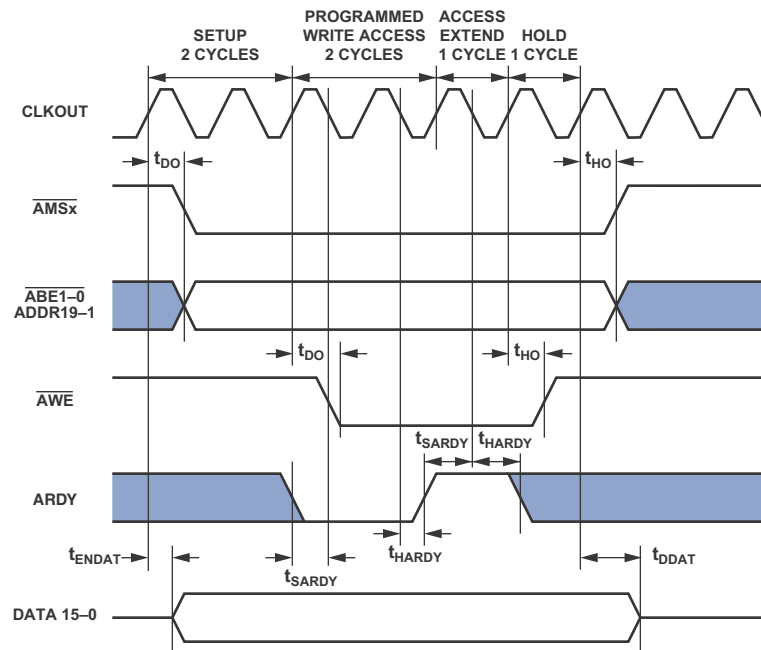 SETUP
2 CYCLES
PROGRAMMED
WRITE ACCESS
2 CYCLES
ACCESS
EXTEND
1 CYCLE
HOLD
1 CYCLE
CLKOUT
tDO
tHO
AMSx
ABE1–0
ADDR19–1
tDO
tHO
AWE
tSARDY
tHARDY
ARDY
tENDAT
tSARDY
tHARDY
tDDAT
DATA 15–0